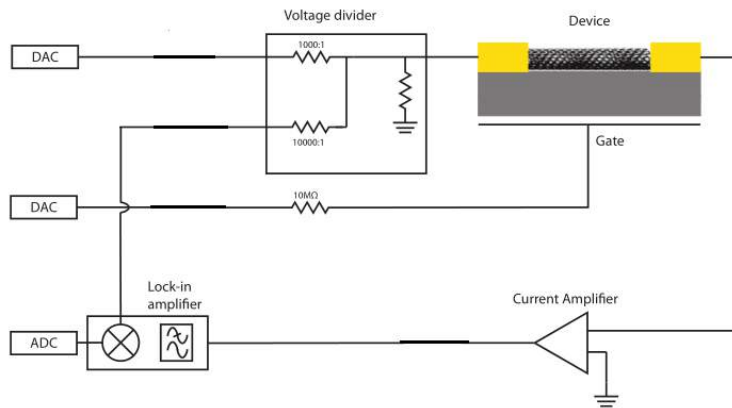 Voltage divider
Device
DAC
1000:1
10000:1
Gate
DAC
10MΩ
Lock-in
amplifier
Current Amplifier
ADC